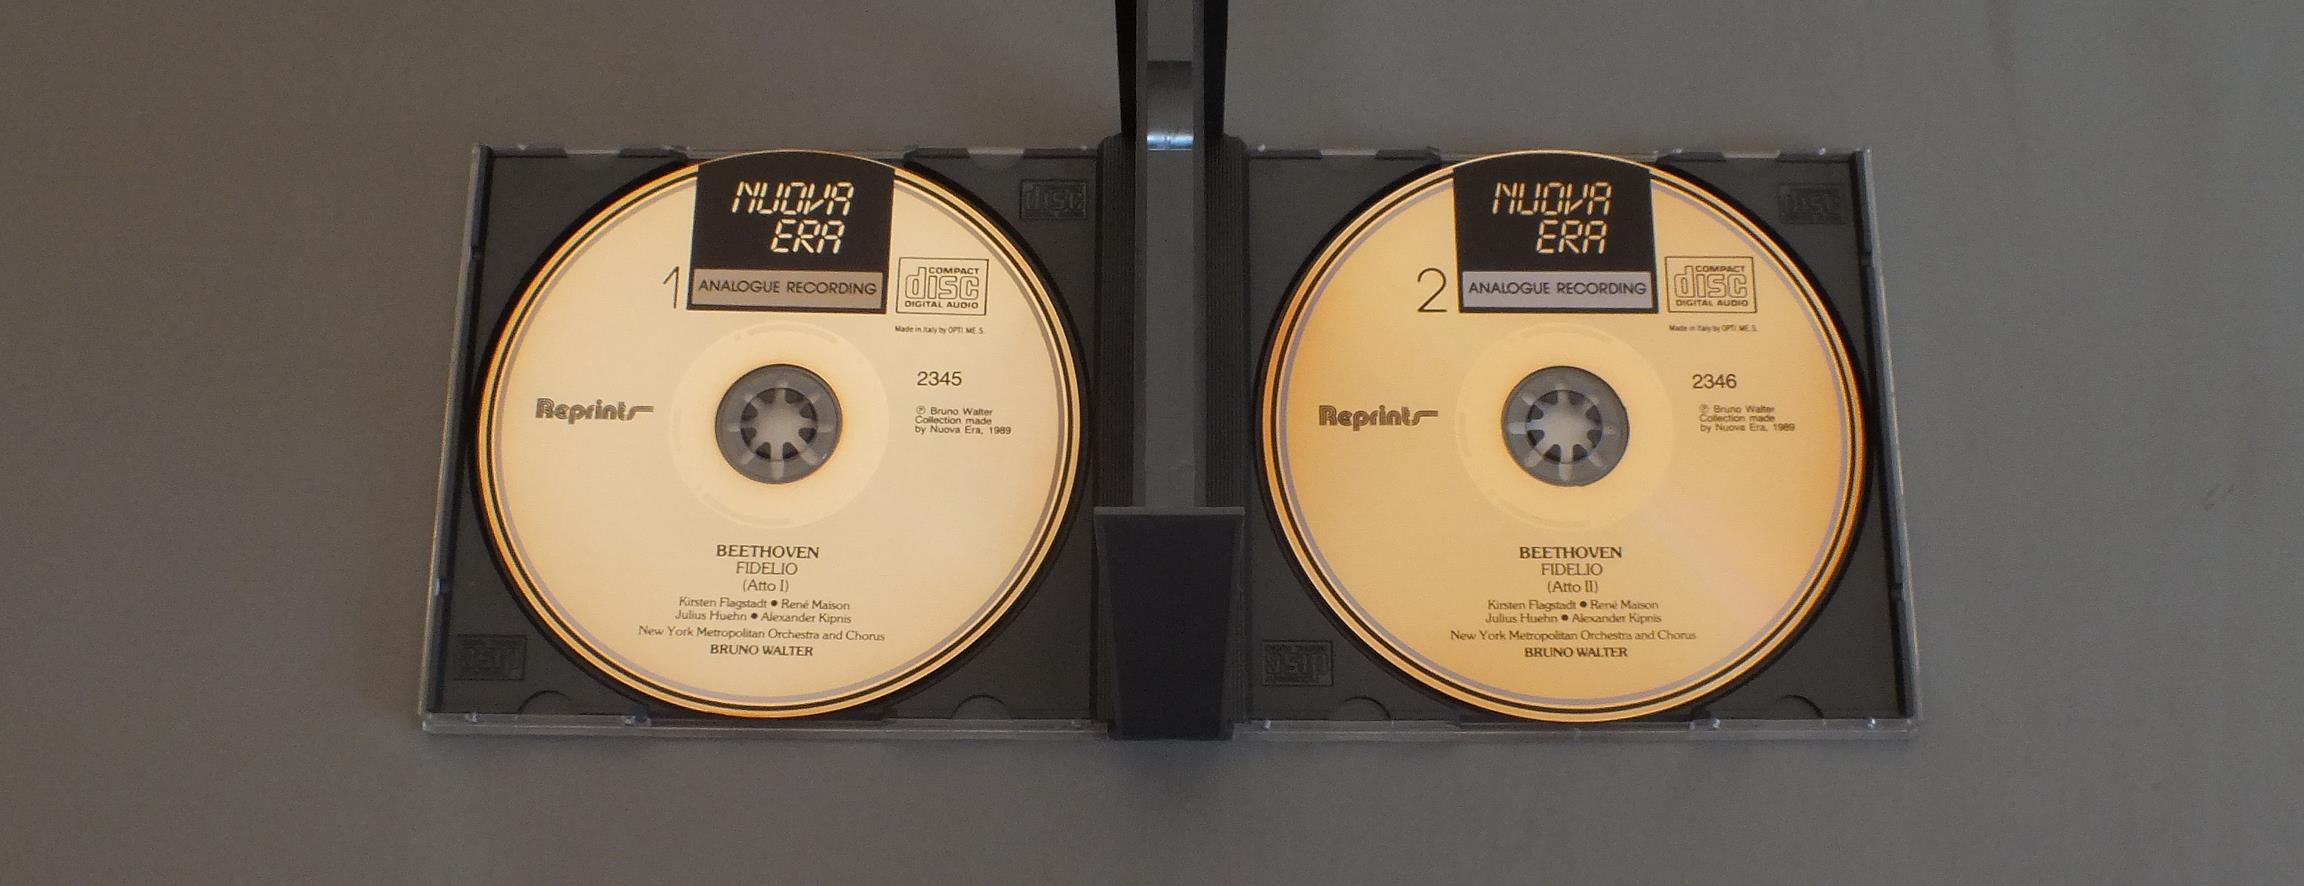 NUOVA
ERA
1
ANALOGUE RECORDING
COMPACT
disc
DIGITAL AUDIO
Made in Italy by OPTI.ME.S.
2345
Reprints
℗ Bruno Walter
Collection made
by Nuova Era, 1989
BEETHOVEN
FIDELIO
(Atto I)
Kirsten Flagstadt ● René Maison
Julius Huehn ● Alexander Kipnis
New York Metropolitan Orchestra and Chorus
BRUNO WALTER
NUOVA
ERA
2
ANALOGUE RECORDING
COMPACT
disc
DIGITAL AUDIO
Made in Italy by OPTI.ME.S.
2346
Reprints
℗ Bruno Walter
Collection made
by Nuova Era, 1989
BEETHOVEN
FIDELIO
(Atto II)
Kirsten Flagstadt ● René Maison
Julius Huehn ● Alexander Kipnis
New York Metropolitan Orchestra and Chorus
BRUNO WALTER
disc
disc
disc
disc